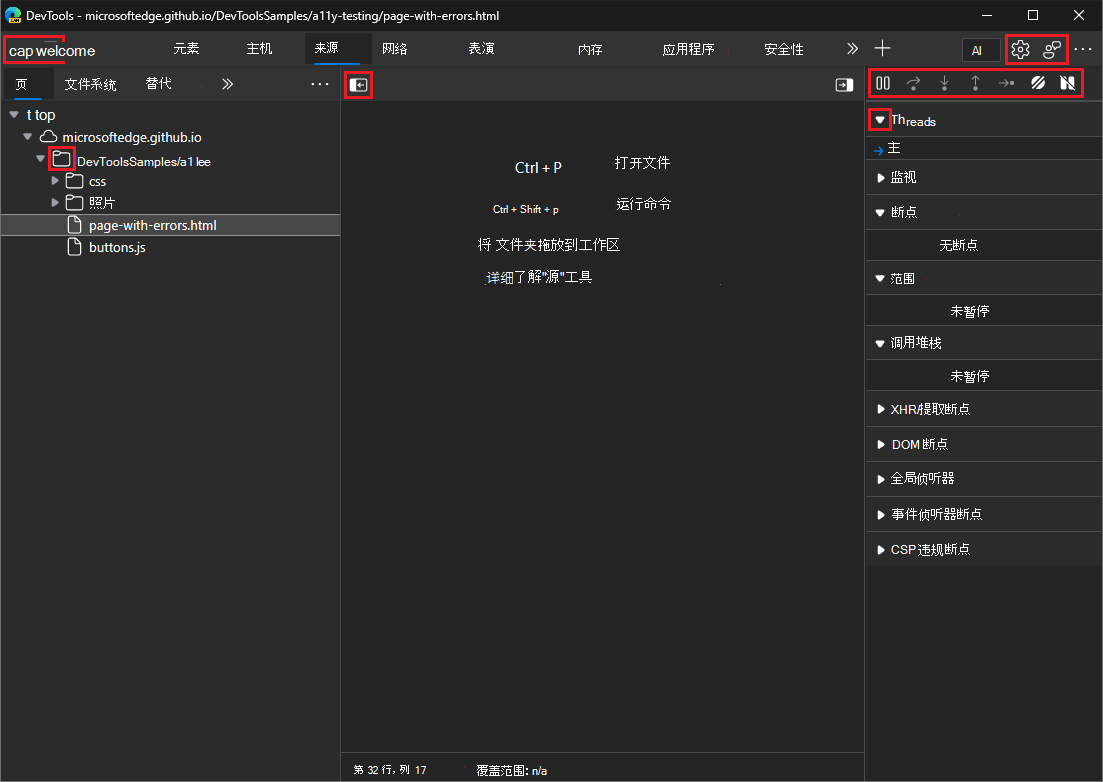 DevTools - microsoftedge.github.io/DevToolsSamples/a11y-testing/page-with-errors.html
cap welcome 元素 主机 来源 网络 表演 内存 应用程序 安全性 AI
页 文件系统 替代
t top
microsoftedge.github.io
DevToolsSamples/a1 lee
css
照片
page-with-errors.html
buttons.js
Ctrl + P 打开文件
Ctrl + Shift + p 运行命令
将 文件夹拖放到工作区
详细了解"源"工具
第 32 行，列 17 覆盖范围: n/a
Threads
主
监视
断点
无断点
范围
未暂停
调用堆栈
未暂停
XHR/提取断点
DOM 断点
全局侦听器
事件侦听器断点
CSP 违规断点